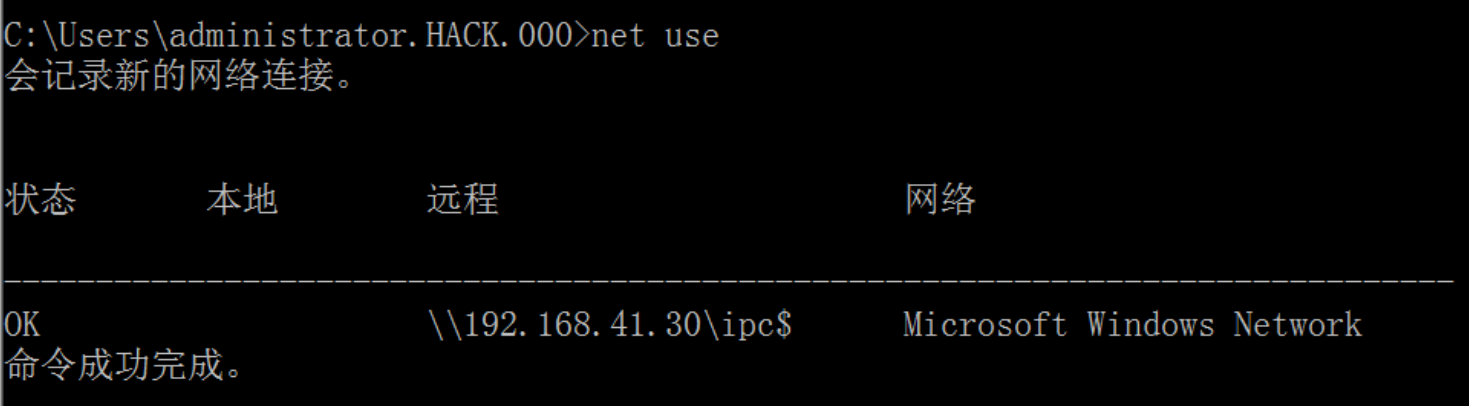 C:\Users\administrator.HACK.000>net use
会记录新的网络连接。
状态 本地 远程 网络
-------------------------------------------------------------------------------
OK \\192.168.41.30\ipc$ Microsoft Windows Network
命令成功完成。